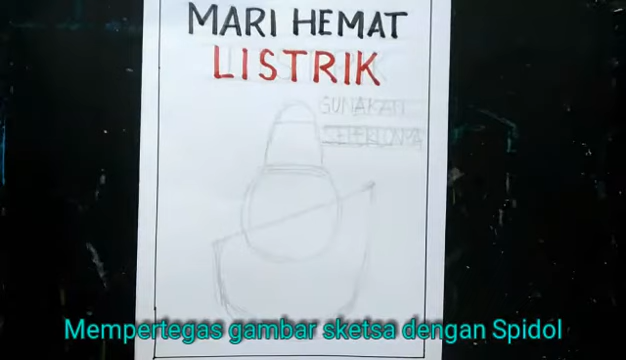 MARI HEMAT
LISTRIK
GUNAKAN
SEPERLUNYA
Mempertegas gambar sketsa dengan Spidol